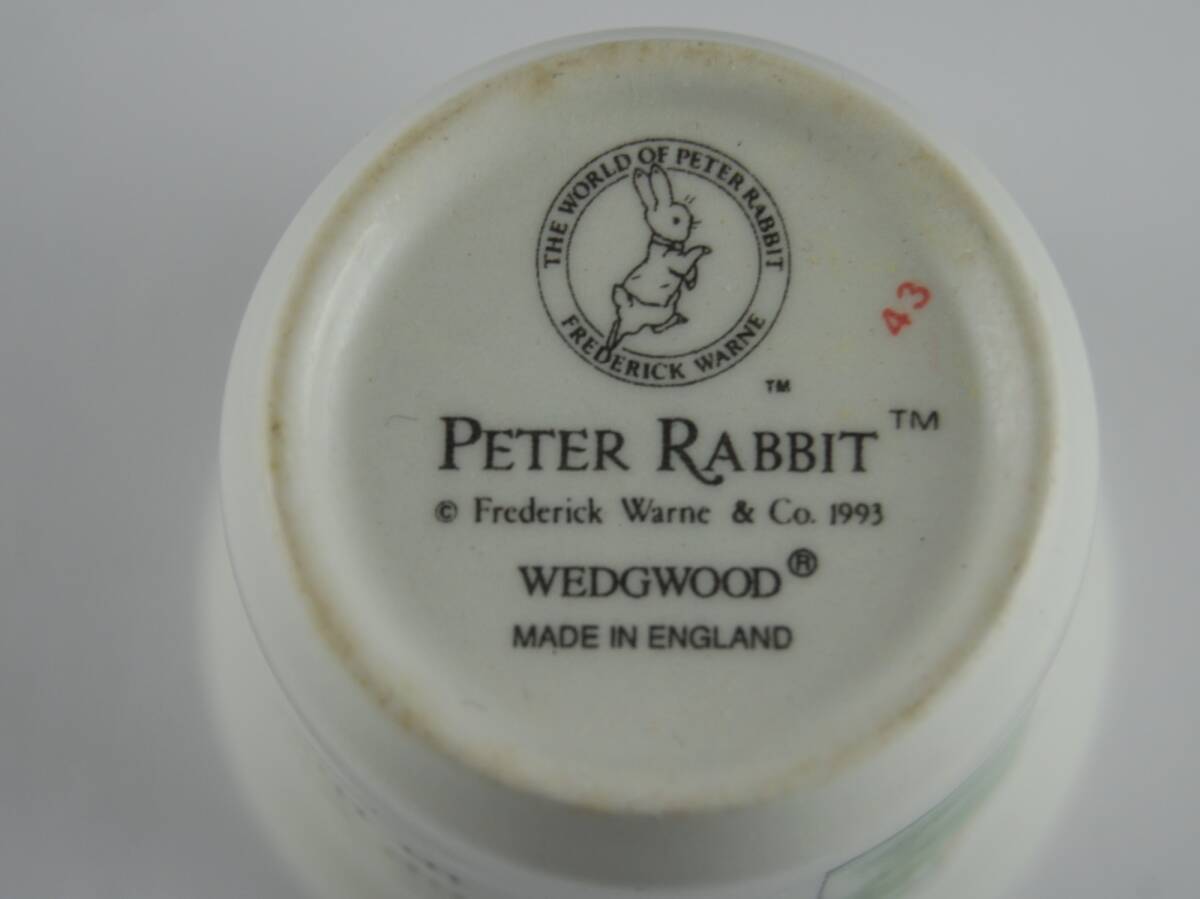 THE WORLD OF PETER RABBIT
FREDERICK WARNE
TM
43
PETER RABBIT TM
© Frederick Warne & Co. 1993
WEDGWOOD®
MADE IN ENGLAND